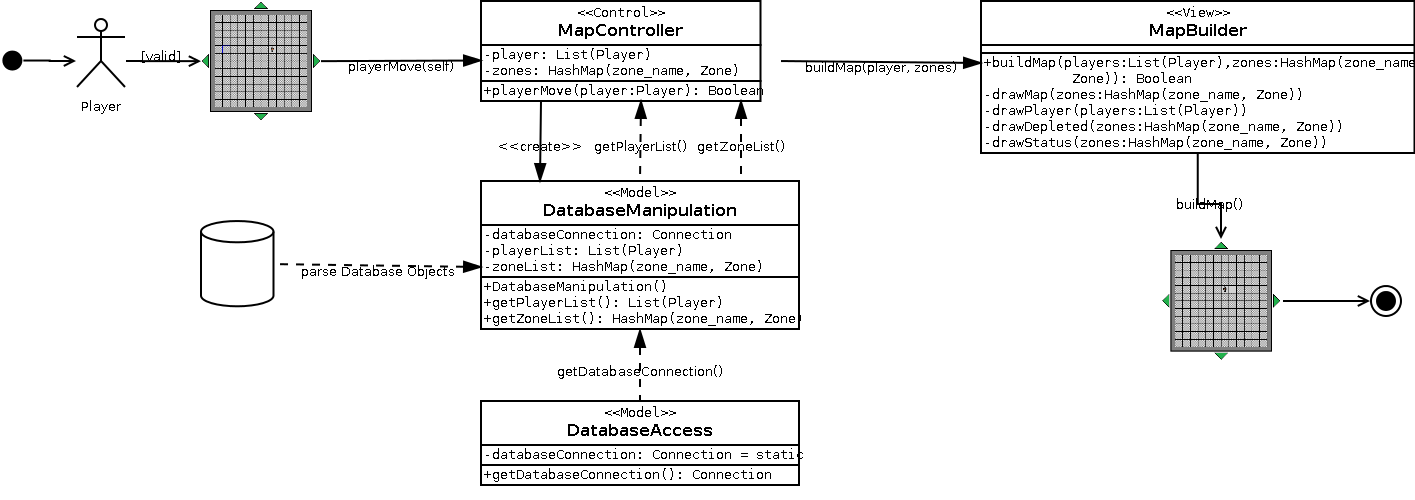 Player
[valid]
playerMove(self)
<<Control>>
MapController
-player: List(Player)
-zones: HashMap(zone_name, Zone)
+playerMove(player:Player): Boolean
buildMap(player, zones)
<<View>>
MapBuilder
+buildMap(players:List(Player),zones:HashMap(zone_name
Zone)): Boolean
-drawMap(zones:HashMap(zone_name, Zone))
-drawPlayer(players:List(Player))
-drawDepleted(zones:HashMap(zone_name, Zone))
-drawStatus(zones:HashMap(zone_name, Zone))
<<create>>
getPlayerList()
getZoneList()
buildMap()
<<Model>>
DatabaseManipulation
-databaseConnection: Connection
-playerList: List(Player)
-zoneList: HashMap(zone_name, Zone)
+DatabaseManipulation()
+getPlayerList(): List(Player)
+getZoneList(): HashMap(zone_name, Zone)
parse Database Objects
getDatabaseConnection()
<<Model>>
DatabaseAccess
-databaseConnection: Connection = static
+getDatabaseConnection(): Connection